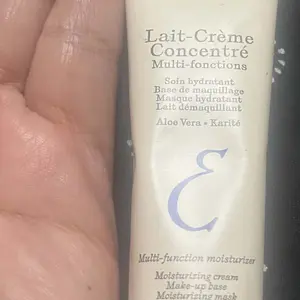 Lait-Crème
Concentré
Multi-fonctions
Soin hydratant
Base de maquillage
Masque hydratant
Lait démaquillant
Aloe Vera - Karité
E
Multi-function moisturizer
Moisturizing cream
Make-up base
Moisturizing mask